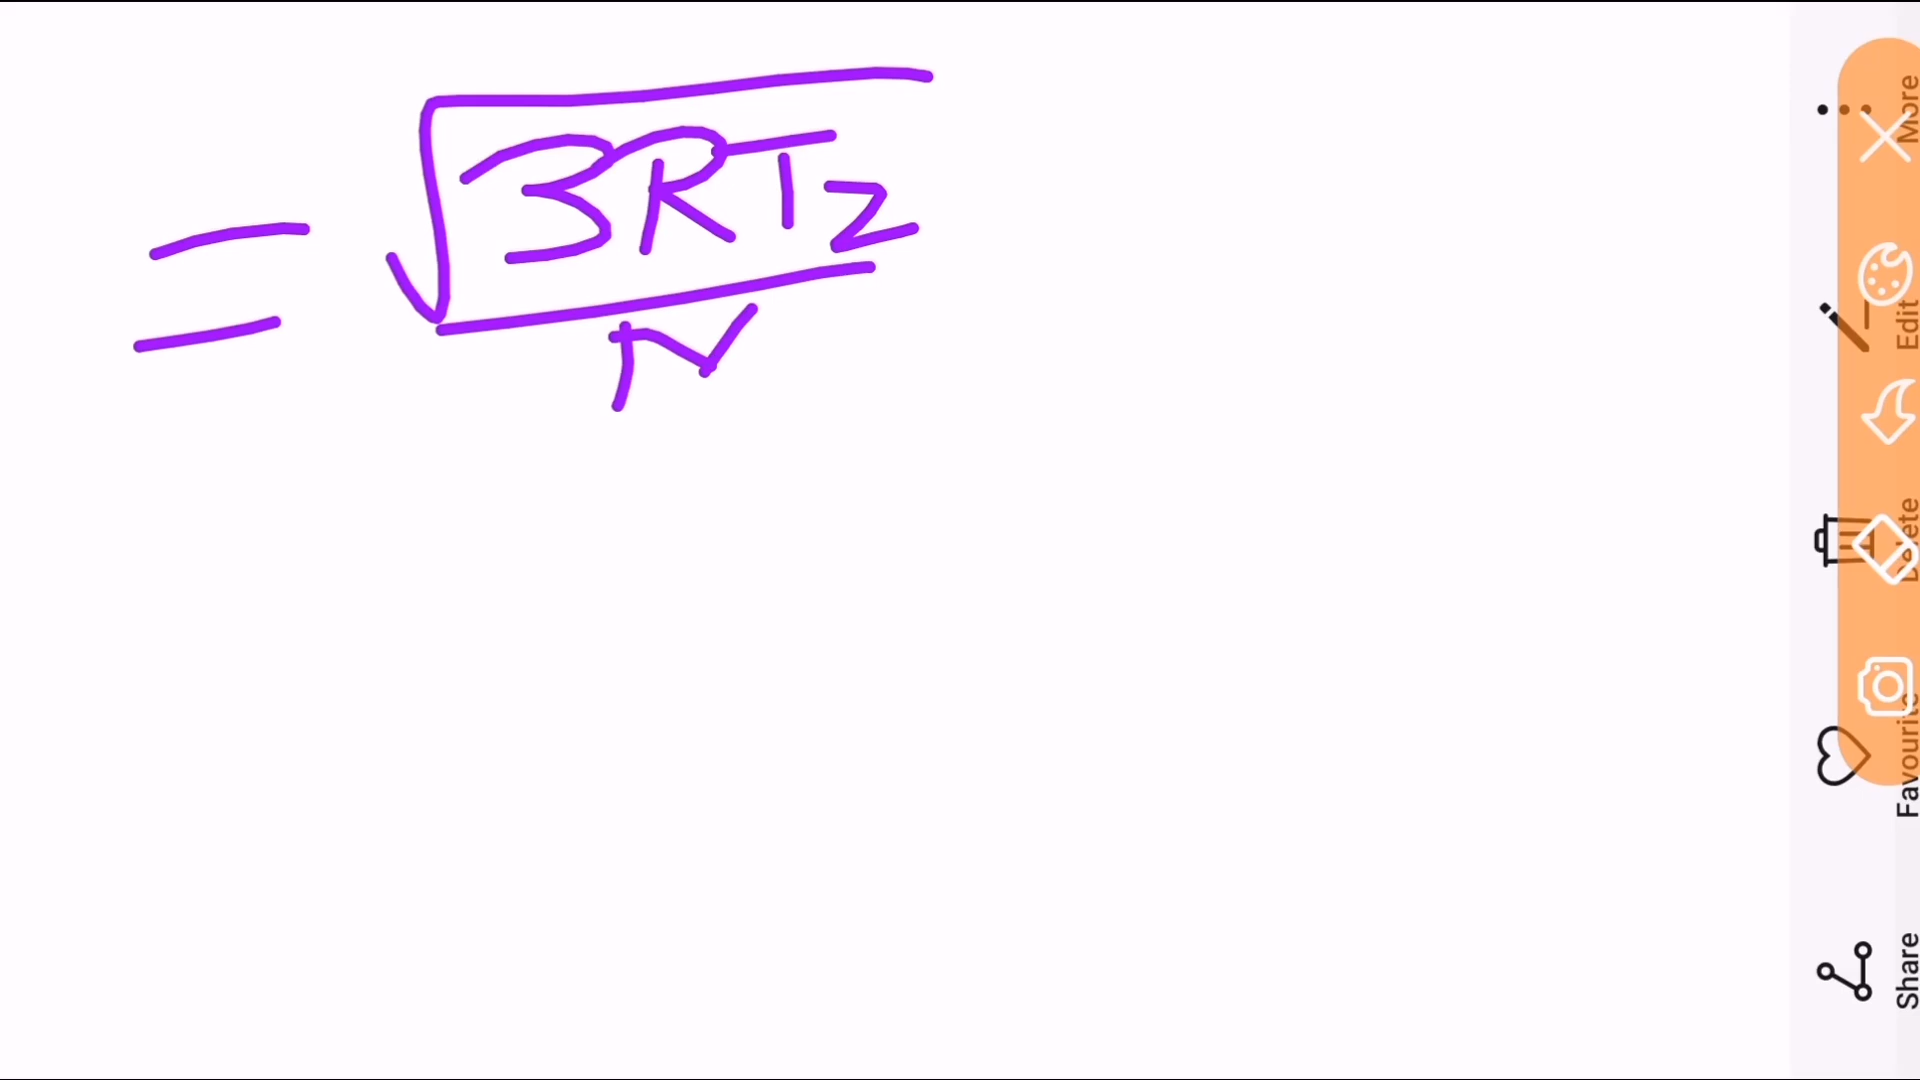 = √3RT₂
N
More
Edit
Delete
Favourite
Share